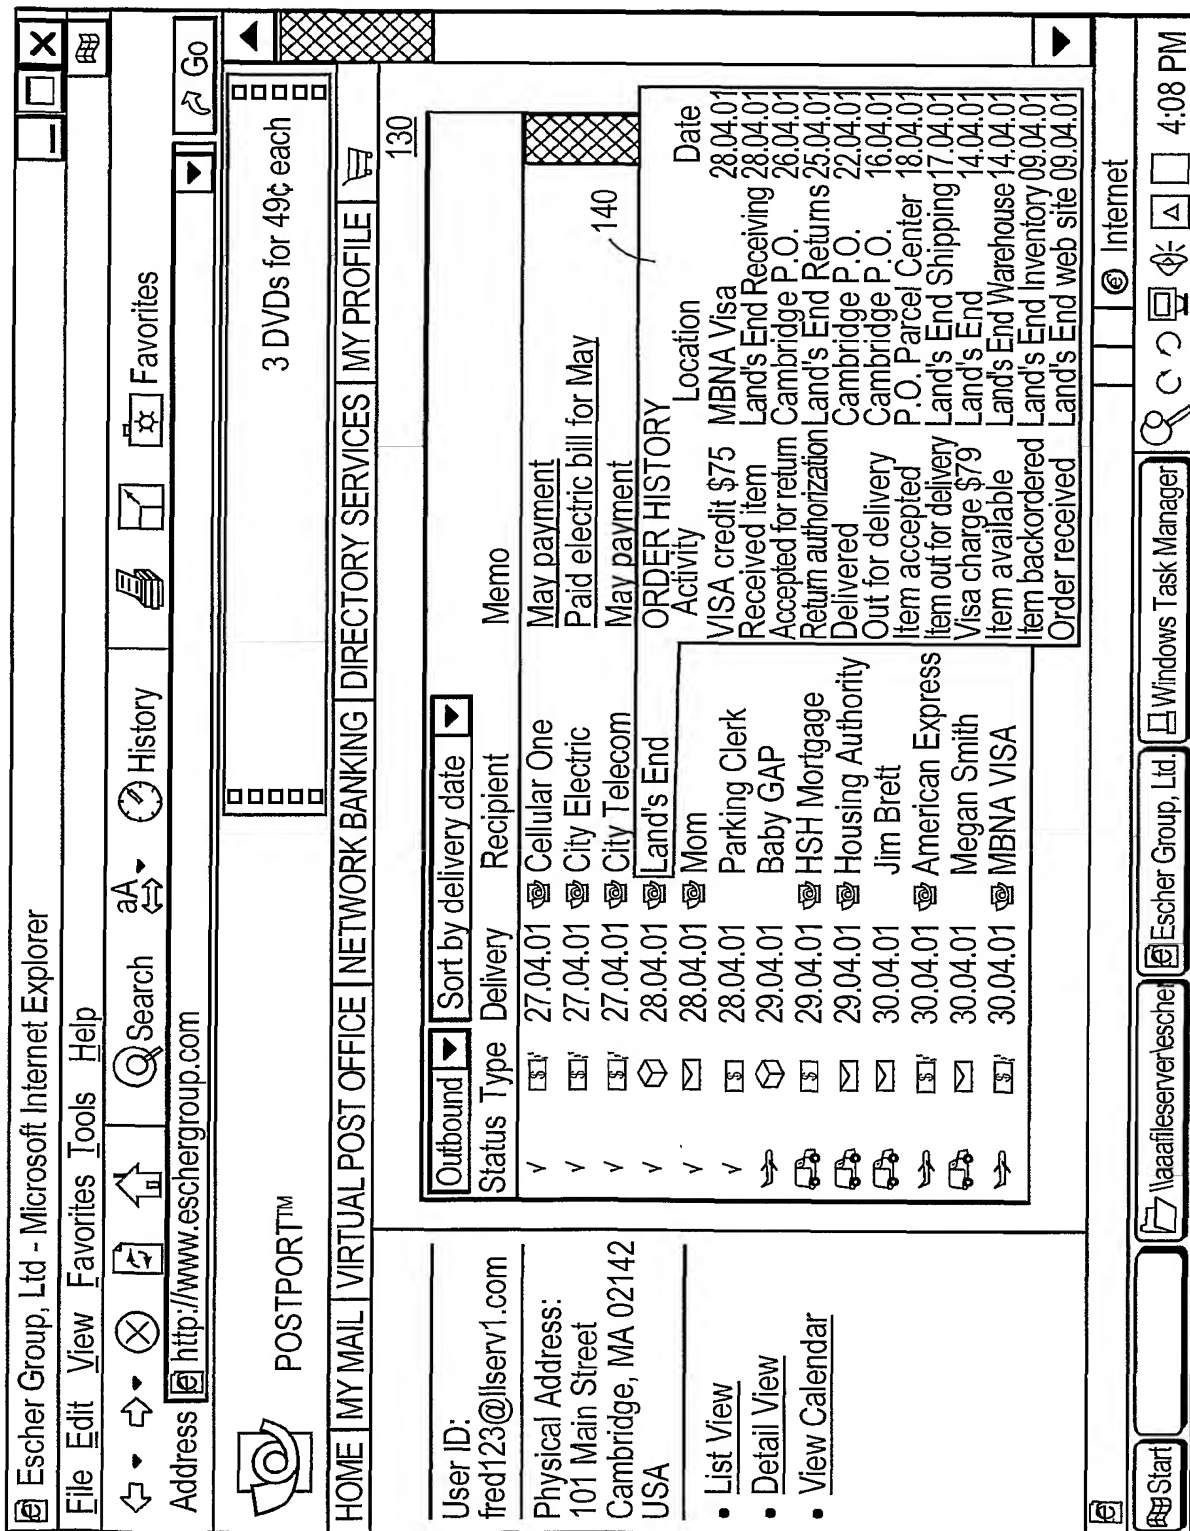 Escher Group, Ltd - Microsoft Internet Explorer
File Edit View Favorites Tools Help
Search aA History Favorites
Address http://www.eschergroup.com Go
POSTPORT™ 3 DVDs for 49¢ each
HOME | MY MAIL | VIRTUAL POST OFFICE | NETWORK BANKING | DIRECTORY SERVICES | MY PROFILE
130
User ID:
fred123@llserv1.com
Physical Address:
101 Main Street
Cambridge, MA 02142
USA
• List View
• Detail View
• View Calendar
Outbound Sort by delivery date
Status Type Delivery Recipient Memo
√ $ 27.04.01 Cellular One May payment
√ $ 27.04.01 City Electric Paid electric bill for May
√ $ 27.04.01 City Telecom May payment
√ 28.04.01 Land's End
√ 28.04.01 Mom
√ $ 28.04.01 Parking Clerk
29.04.01 Baby GAP
$ 29.04.01 HSH Mortgage
29.04.01 Housing Authority
30.04.01 Jim Brett
$ 30.04.01 American Express
30.04.01 Megan Smith
$ 30.04.01 MBNA VISA
140
ORDER HISTORY
Activity Location Date
VISA credit $75 MBNA Visa 28.04.01
Received item Land's End Receiving 28.04.01
Accepted for return Cambridge P.O. 26.04.01
Return authorization Land's End Returns 25.04.01
Delivered Cambridge P.O. 22.04.01
Out for delivery Cambridge P.O. 16.04.01
Item accepted P.O. Parcel Center 18.04.01
Item out for delivery Land's End Shipping 17.04.01
Visa charge $79 Land's End 14.04.01
Item available Land's End Warehouse 14.04.01
Item backordered Land's End Inventory 09.04.01
Order received Land's End web site 09.04.01
Internet
Start \\aaafileserver\escher Escher Group, Ltd. Windows Task Manager 4:08 PM